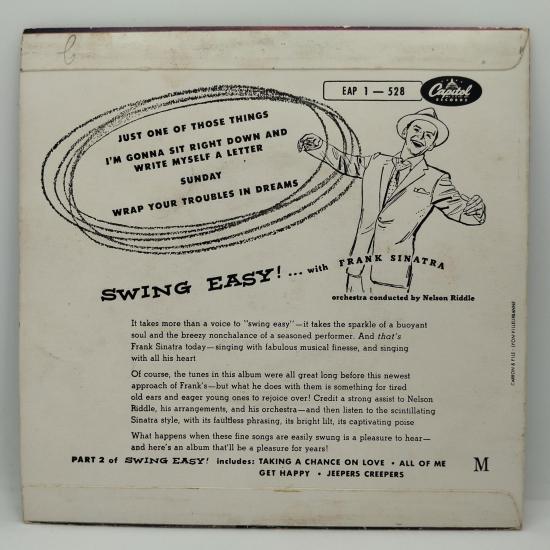 6
EAP 1 — 528
Capitol
RECORDS
JUST ONE OF THOSE THINGS
I'M GONNA SIT RIGHT DOWN AND
WRITE MYSELF A LETTER
SUNDAY
WRAP YOUR TROUBLES IN DREAMS
SWING EASY! ... with FRANK SINATRA
orchestra conducted by Nelson Riddle
It takes more than a voice to "swing easy"—it takes the sparkle of a buoyant
soul and the breezy nonchalance of a seasoned performer. And that's
Frank Sinatra today—singing with fabulous musical finesse, and singing
with all his heart
Of course, the tunes in this album were all great long before this newest
approach of Frank's—but what he does with them is something for tired
old ears and eager young ones to rejoice over! Credit a strong assist to Nelson
Riddle, his arrangements, and his orchestra—and then listen to the scintillating
Sinatra style, with its faultless phrasing, its bright lilt, its captivating poise
What happens when these fine songs are easily swung is a pleasure to hear—
and here's an album that'll be a pleasure for years!
PART 2 of SWING EASY! includes: TAKING A CHANCE ON LOVE • ALL OF ME
GET HAPPY • JEEPERS CREEPERS
M